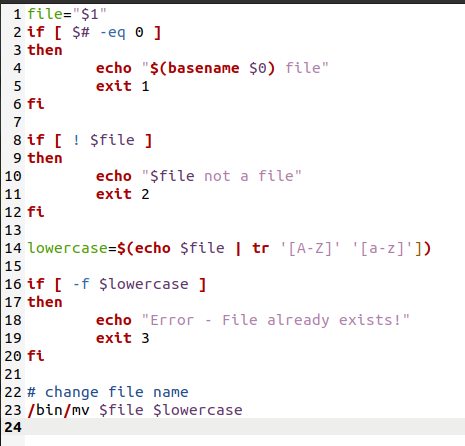 1 file="$1"
2 if [ $# -eq 0 ]
3 then
4 echo "$(basename $0) file"
5 exit 1
6 fi
7
8 if [ ! $file ]
9 then
10 echo "$file not a file"
11 exit 2
12 fi
13
14 lowercase=$(echo $file | tr '[A-Z]' '[a-z]'])
15
16 if [ -f $lowercase ]
17 then
18 echo "Error - File already exists!"
19 exit 3
20 fi
21
22 # change file name
23 /bin/mv $file $lowercase
24